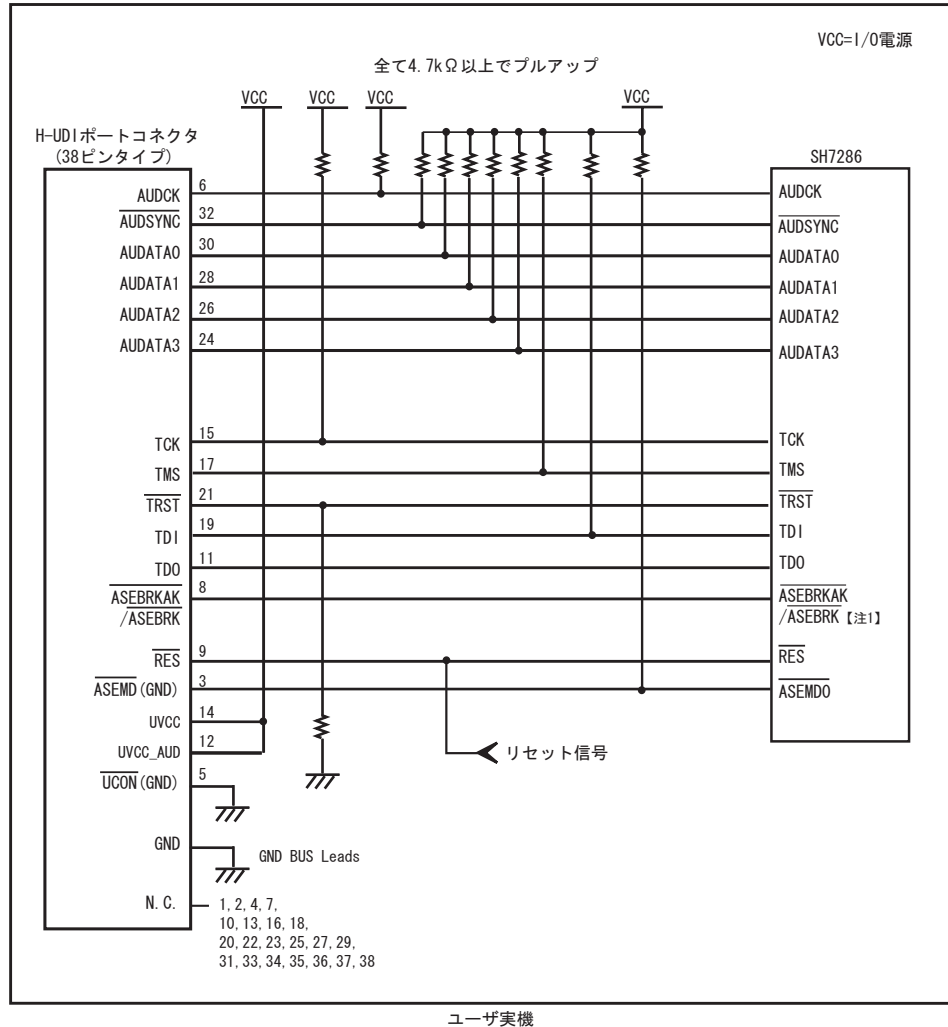 VCC=I/O電源
全て4.7kΩ以上でプルアップ
VCC VCC VCC VCC
H-UDIポートコネクタ
(38ピンタイプ)
SH7286
AUDCK 6 AUDCK
AUDSYNC 32 AUDSYNC
AUDATA0 30 AUDATA0
AUDATA1 28 AUDATA1
AUDATA2 26 AUDATA2
AUDATA3 24 AUDATA3
TCK 15 TCK
TMS 17 TMS
TRST 21 TRST
TDI 19 TDI
TDO 11 TDO
ASEBRKAK 8 ASEBRKAK
/ASEBRK /ASEBRK【注1】
RES 9 RES
ASEMD(GND) 3 ASEMD0
UVCC 14
UVCC_AUD 12
リセット信号
UCON(GND) 5
GND GND BUS Leads
N.C. 1,2,4,7,
10,13,16,18,
20,22,23,25,27,29,
31,33,34,35,36,37,38
ユーザ実機